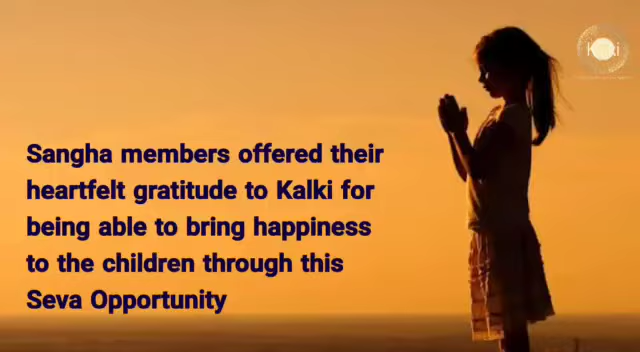 Kalki
Sangha members offered their
heartfelt gratitude to Kalki for
being able to bring happiness
to the children through this
Seva Opportunity